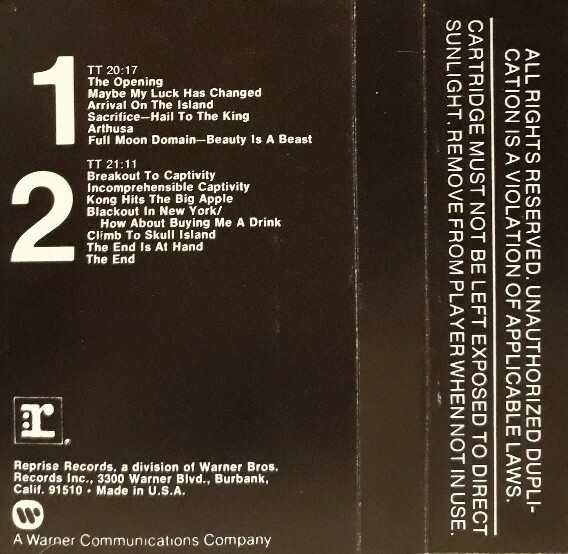 1
TT 20:17
The Opening
Maybe My Luck Has Changed
Arrival On The Island
Sacrifice—Hail To The King
Arthusa
Full Moon Domain—Beauty Is A Beast
2
TT 21:11
Breakout To Captivity
Incomprehensible Captivity
Kong Hits The Big Apple
Blackout In New York/
How About Buying Me A Drink
Climb To Skull Island
The End Is At Hand
The End
r
Reprise Records, a division of Warner Bros.
Records Inc., 3300 Warner Blvd., Burbank,
Calif. 91510 • Made in U.S.A.
A Warner Communications Company
ALL RIGHTS RESERVED. UNAUTHORIZED DUPLI-
CATION IS A VIOLATION OF APPLICABLE LAWS.
CARTRIDGE MUST NOT BE LEFT EXPOSED TO DIRECT
SUNLIGHT. REMOVE FROM PLAYER WHEN NOT IN USE.